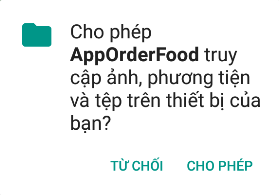 Cho phép
AppOrderFood truy
cập ảnh, phương tiện
và tệp trên thiết bị của
bạn?
TỪ CHỐI CHO PHÉP